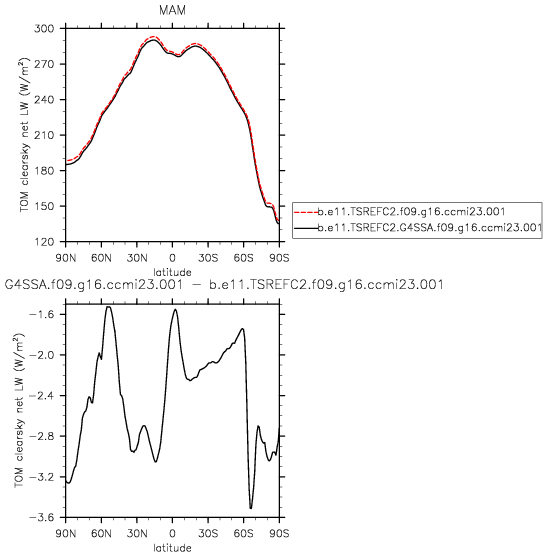 MAM
TOM clearsky net LW (W/m²)
300
270
240
210
180
150
120
90N 60N 30N 0 30S 60S 90S
latitude
b.e11.TSREFC2.f09.g16.ccmi23.001
b.e11.TSREFC2.G4SSA.f09.g16.ccmi23.001
G4SSA.f09.g16.ccmi23.001 − b.e11.TSREFC2.f09.g16.ccmi23.001
TOM clearsky net LW (W/m²)
−1.6
−2.0
−2.4
−2.8
−3.2
−3.6
90N 60N 30N 0 30S 60S 90S
latitude